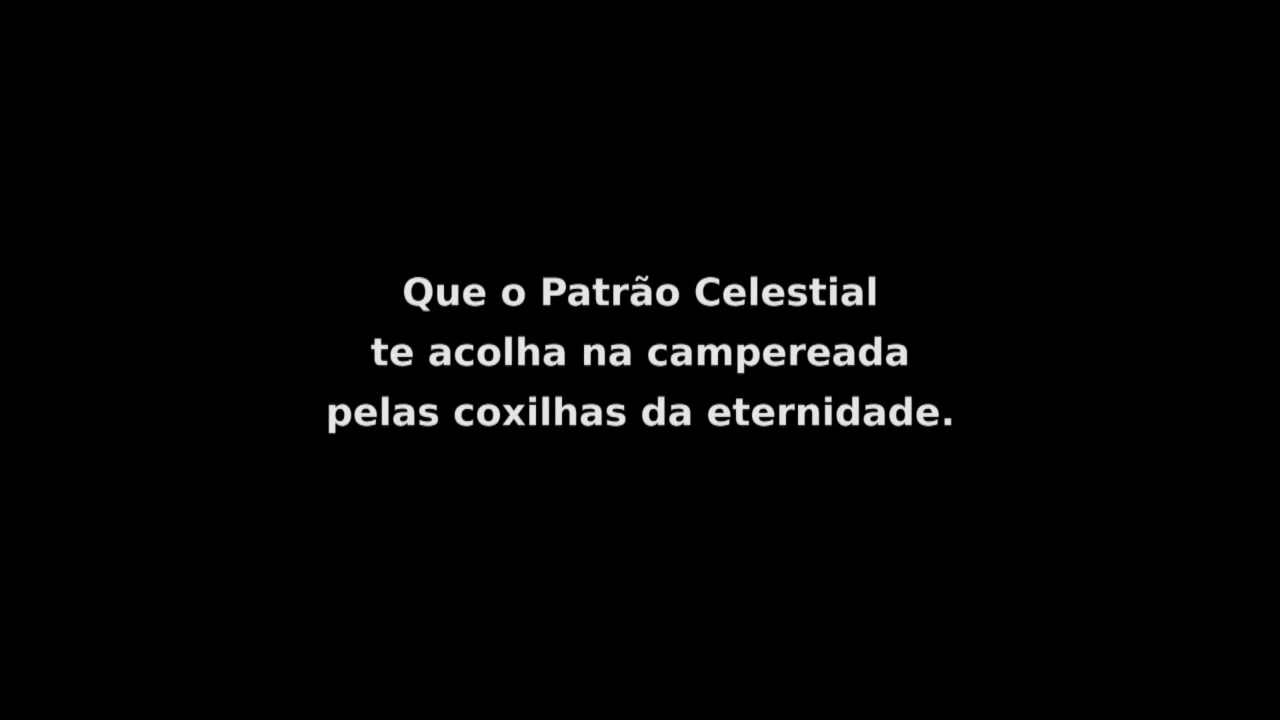 Que o Patrão Celestial
te acolha na campereada
pelas coxilhas da eternidade.